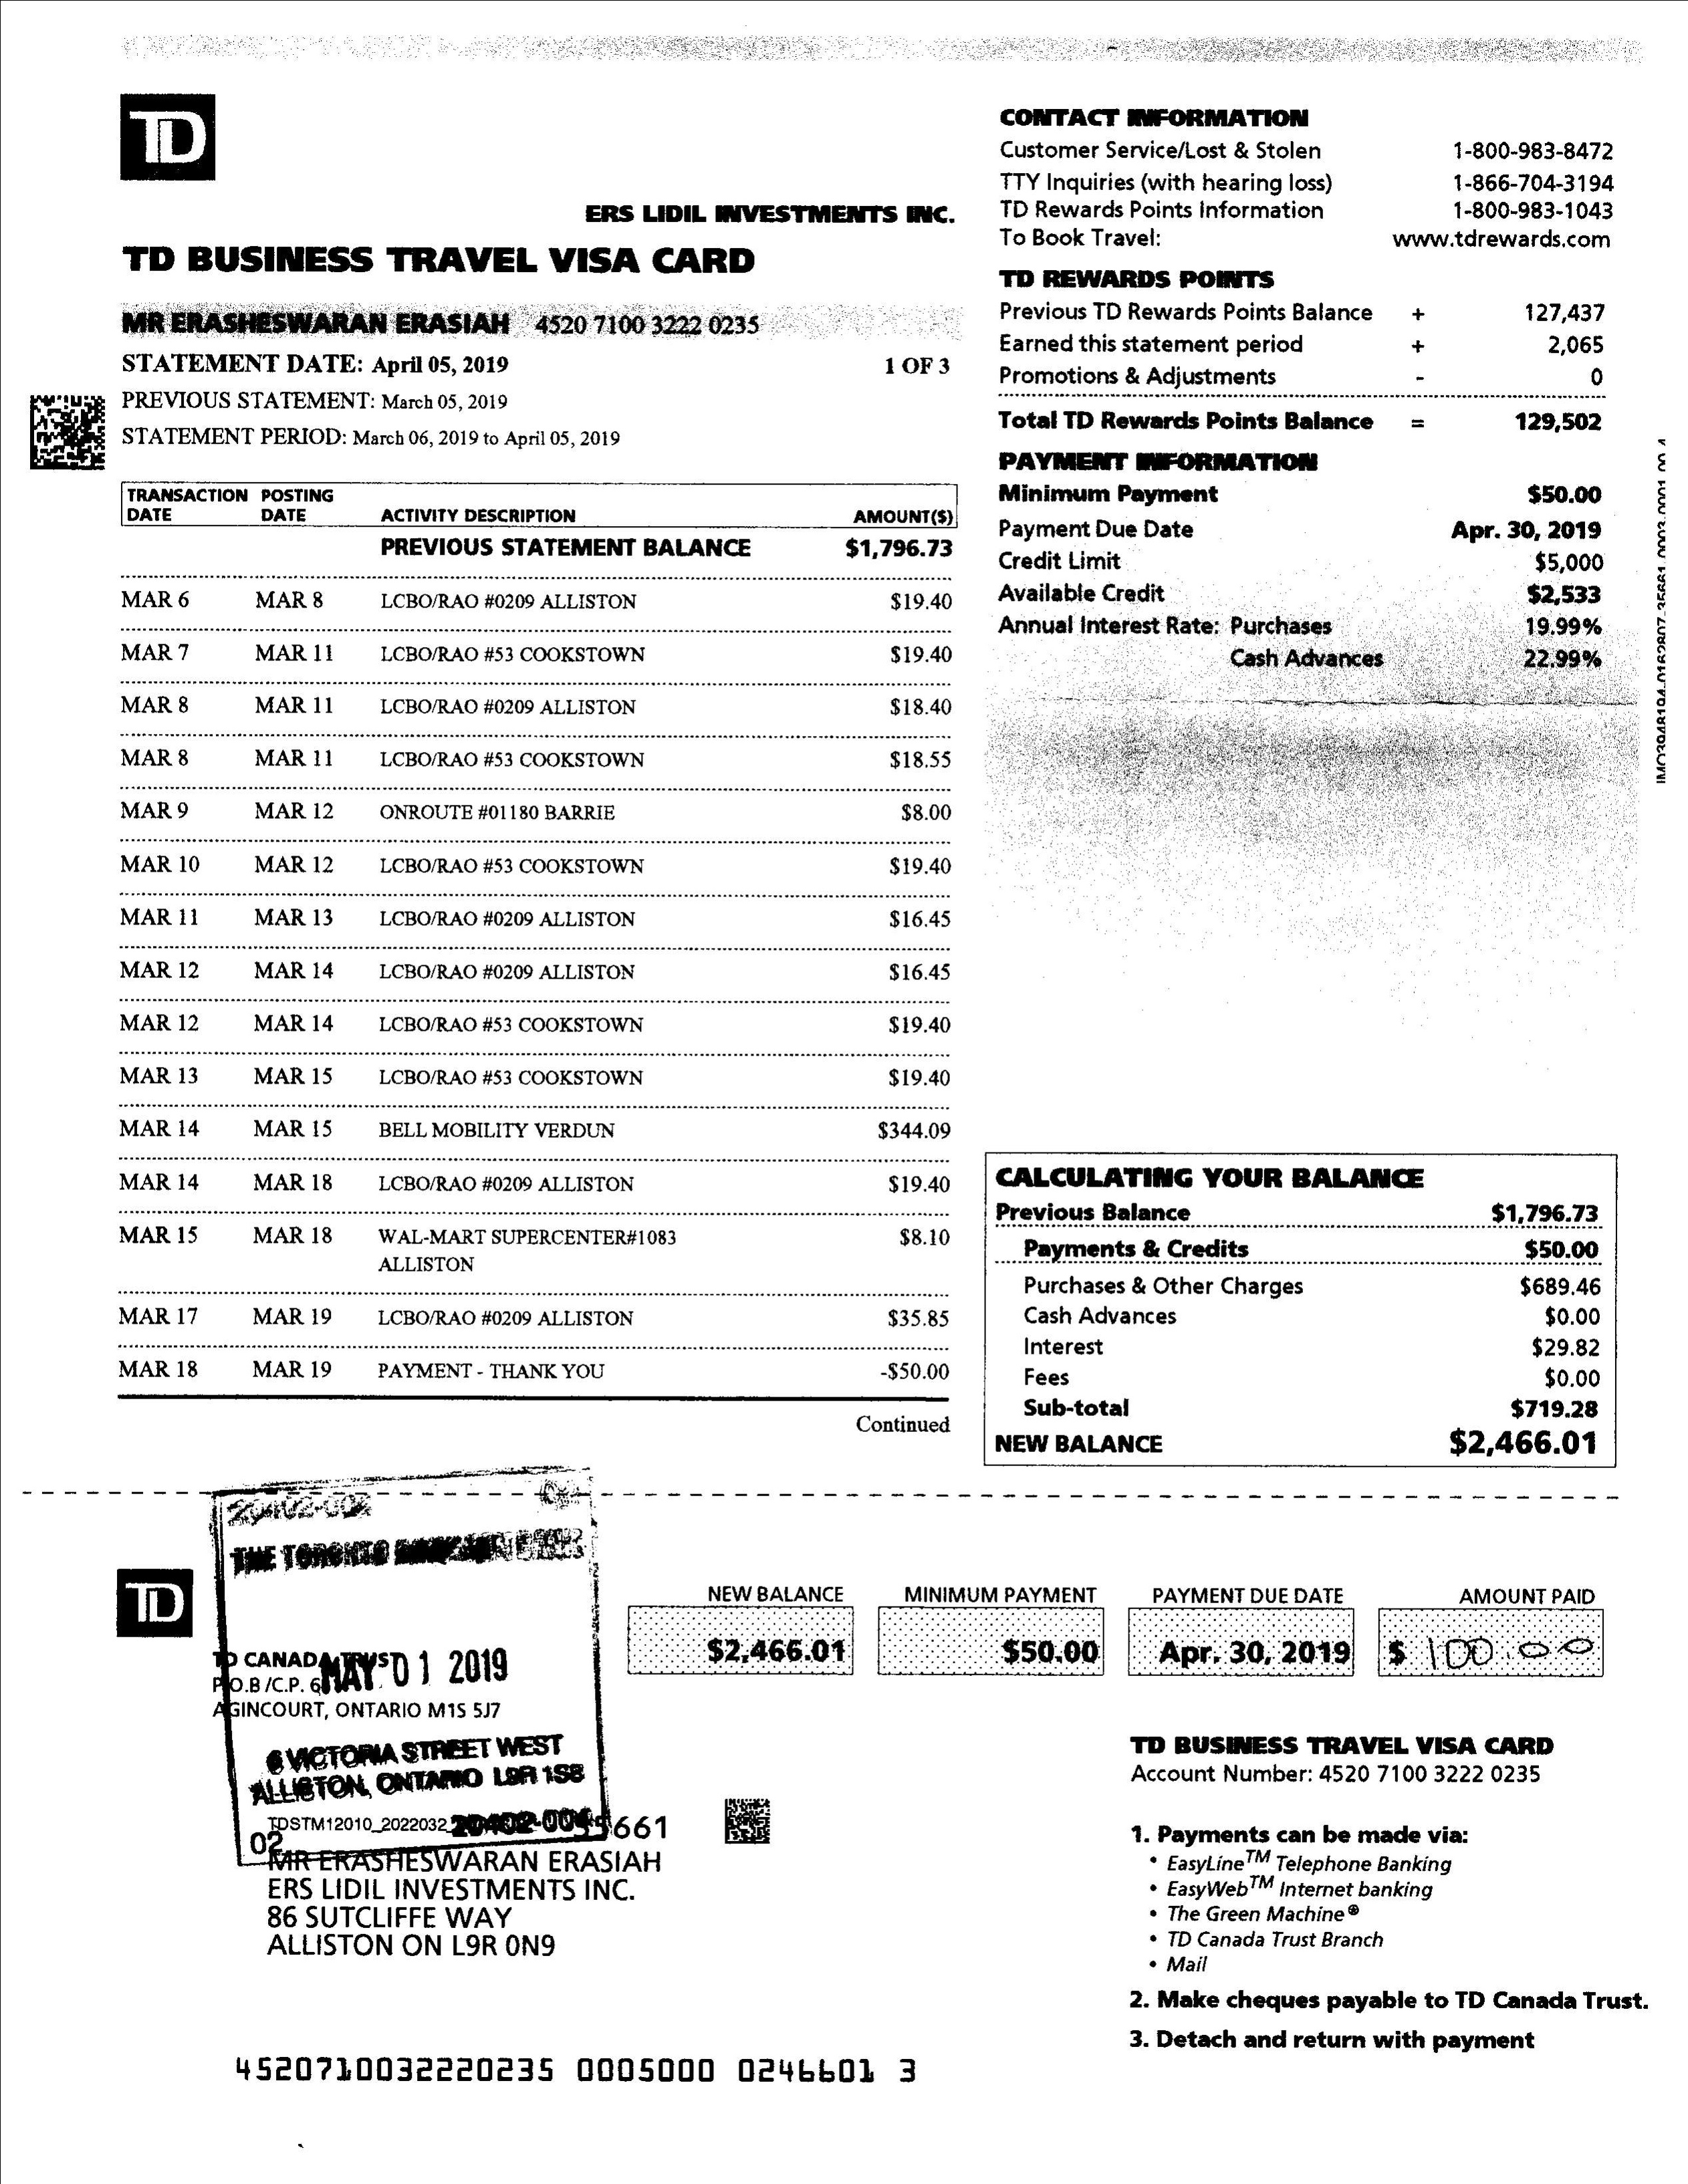 TD
ERS LIDIL INVESTMENTS INC.
TD BUSINESS TRAVEL VISA CARD
MR ERASHESWARAN ERASIAH 4520 7100 3222 0235
STATEMENT DATE: April 05, 2019 1 OF 3
PREVIOUS STATEMENT: March 05, 2019
STATEMENT PERIOD: March 06, 2019 to April 05, 2019
TRANSACTION DATE POSTING DATE ACTIVITY DESCRIPTION AMOUNT($)
PREVIOUS STATEMENT BALANCE $1,796.73
MAR 6 MAR 8 LCBO/RAO #0209 ALLISTON $19.40
MAR 7 MAR 11 LCBO/RAO #53 COOKSTOWN $19.40
MAR 8 MAR 11 LCBO/RAO #0209 ALLISTON $18.40
MAR 8 MAR 11 LCBO/RAO #53 COOKSTOWN $18.55
MAR 9 MAR 12 ONROUTE #01180 BARRIE $8.00
MAR 10 MAR 12 LCBO/RAO #53 COOKSTOWN $19.40
MAR 11 MAR 13 LCBO/RAO #0209 ALLISTON $16.45
MAR 12 MAR 14 LCBO/RAO #0209 ALLISTON $16.45
MAR 12 MAR 14 LCBO/RAO #53 COOKSTOWN $19.40
MAR 13 MAR 15 LCBO/RAO #53 COOKSTOWN $19.40
MAR 14 MAR 15 BELL MOBILITY VERDUN $344.09
MAR 14 MAR 18 LCBO/RAO #0209 ALLISTON $19.40
MAR 15 MAR 18 WAL-MART SUPERCENTER#1083 $8.10
ALLISTON
MAR 17 MAR 19 LCBO/RAO #0209 ALLISTON $35.85
MAR 18 MAR 19 PAYMENT - THANK YOU -$50.00
Continued
CONTACT INFORMATION
Customer Service/Lost & Stolen 1-800-983-8472
TTY Inquiries (with hearing loss) 1-866-704-3194
TD Rewards Points Information 1-800-983-1043
To Book Travel: www.tdrewards.com
TD REWARDS POINTS
Previous TD Rewards Points Balance + 127,437
Earned this statement period + 2,065
Promotions & Adjustments - 0
Total TD Rewards Points Balance = 129,502
PAYMENT INFORMATION
Minimum Payment $50.00
Payment Due Date Apr. 30, 2019
Credit Limit $5,000
Available Credit $2,533
Annual Interest Rate: Purchases 19.99%
Cash Advances 22.99%
CALCULATING YOUR BALANCE
Previous Balance $1,796.73
Payments & Credits $50.00
Purchases & Other Charges $689.46
Cash Advances $0.00
Interest $29.82
Fees $0.00
Sub-total $719.28
NEW BALANCE $2,466.01
THE TORONTO
TD
TD CANADA TRUST
MAY 01 2019
P.O.B /C.P. 6
AGINCOURT, ONTARIO M1S 5J7
6 VICTORIA STREET WEST
ALLISTON, ONTARIO L9R 1S8
TDSTM12010_2022032 20402-004 661
02
MR ERASHESWARAN ERASIAH
ERS LIDIL INVESTMENTS INC.
86 SUTCLIFFE WAY
ALLISTON ON L9R 0N9
NEW BALANCE MINIMUM PAYMENT PAYMENT DUE DATE AMOUNT PAID
$2,466.01 $50.00 Apr. 30, 2019 $ 100.00
TD BUSINESS TRAVEL VISA CARD
Account Number: 4520 7100 3222 0235
1. Payments can be made via:
• EasyLine™ Telephone Banking
• EasyWeb™ Internet banking
• The Green Machine®
• TD Canada Trust Branch
• Mail
2. Make cheques payable to TD Canada Trust.
3. Detach and return with payment
4520710032220235 0005000 0246601 3